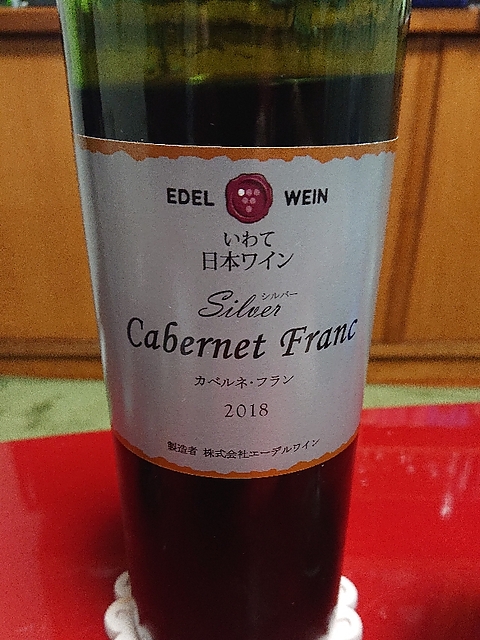 EDEL WEIN
いわて
日本ワイン
シルバー
Silver
Cabernet Franc
カベルネ・フラン
2018
製造者 株式会社エーデルワイン